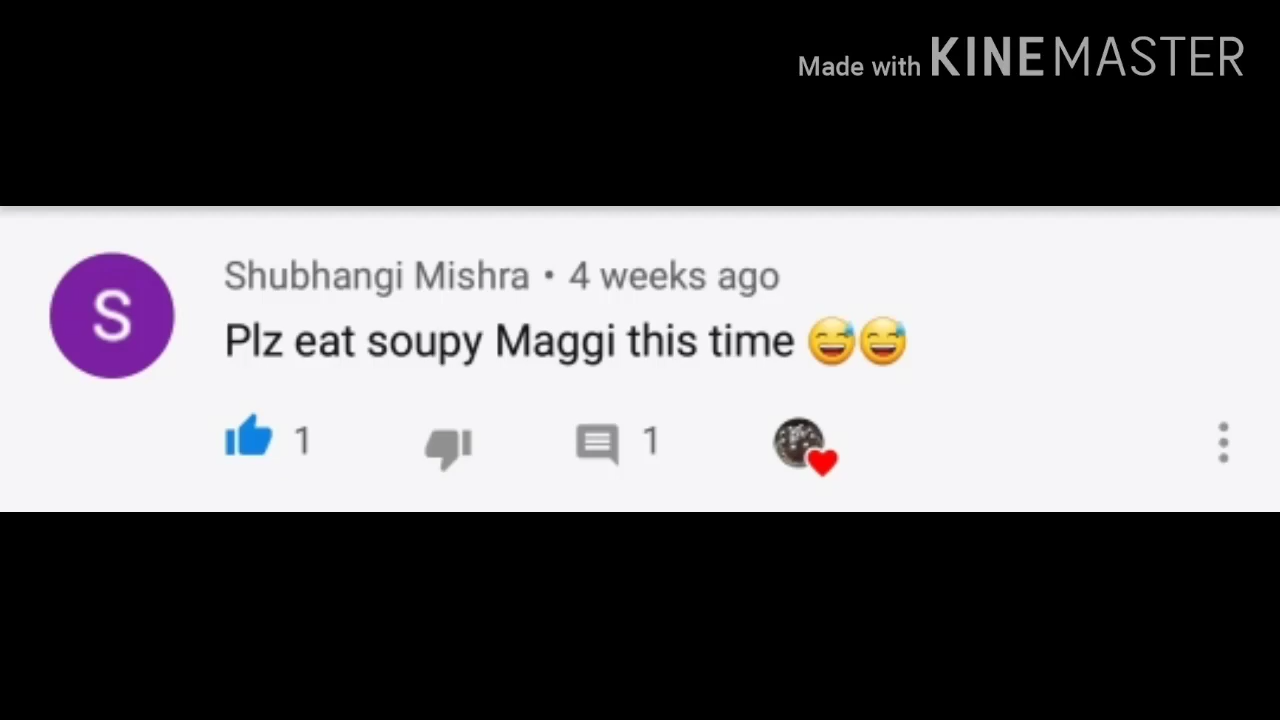 Made with KINEMASTER
S
Shubhangi Mishra • 4 weeks ago
Plz eat soupy Maggi this time 😅😅
1 1